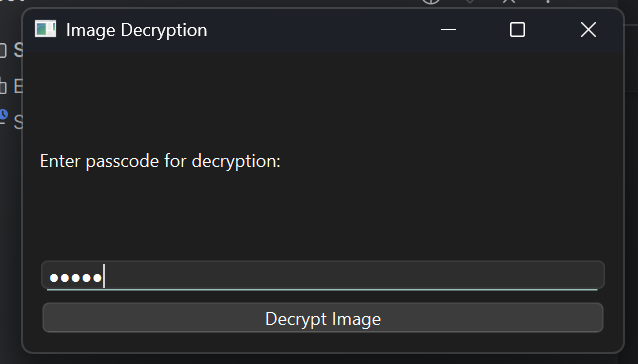 Image Decryption
S
E
S
Enter passcode for decryption:
●●●●●
Decrypt Image